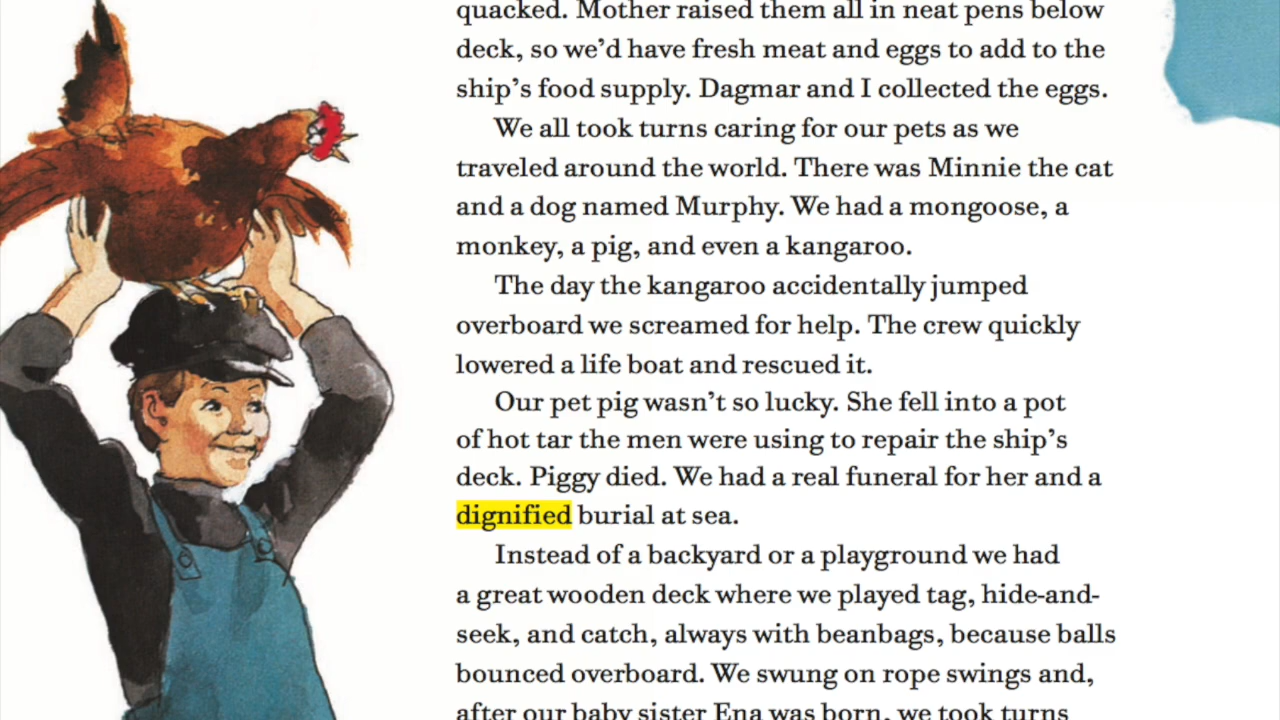 quacked. Mother raised them all in neat pens below
deck, so we’d have fresh meat and eggs to add to the
ship’s food supply. Dagmar and I collected the eggs.
We all took turns caring for our pets as we
traveled around the world. There was Minnie the cat
and a dog named Murphy. We had a mongoose, a
monkey, a pig, and even a kangaroo.
The day the kangaroo accidentally jumped
overboard we screamed for help. The crew quickly
lowered a life boat and rescued it.
Our pet pig wasn’t so lucky. She fell into a pot
of hot tar the men were using to repair the ship’s
deck. Piggy died. We had a real funeral for her and a
dignified burial at sea.
Instead of a backyard or a playground we had
a great wooden deck where we played tag, hide-and-
seek, and catch, always with beanbags, because balls
bounced overboard. We swung on rope swings and,
after our baby sister Ena was born, we took turns